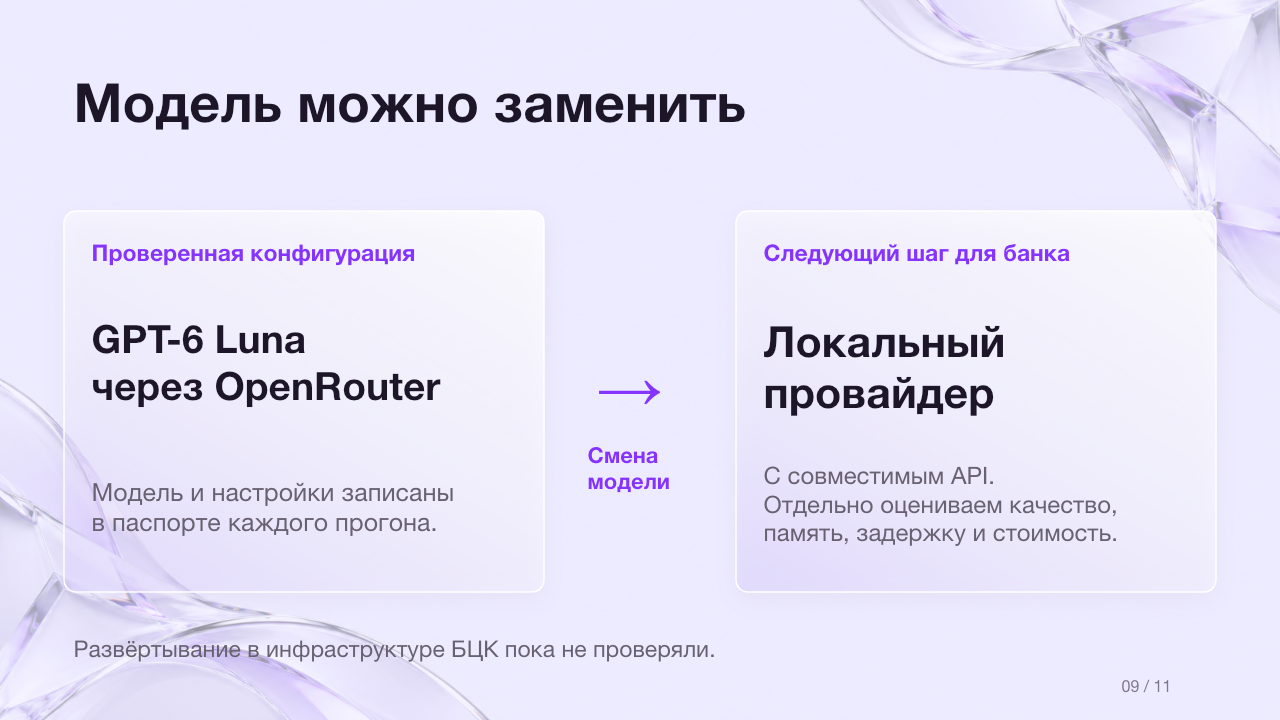 Модель можно заменить
Проверенная конфигурация
GPT-6 Luna
через OpenRouter
Модель и настройки записаны
в паспорте каждого прогона.
→
Смена
модели
Следующий шаг для банка
Локальный
провайдер
С совместимым API.
Отдельно оцениваем качество,
память, задержку и стоимость.
Развёртывание в инфраструктуре БЦК пока не проверяли.
09 / 11